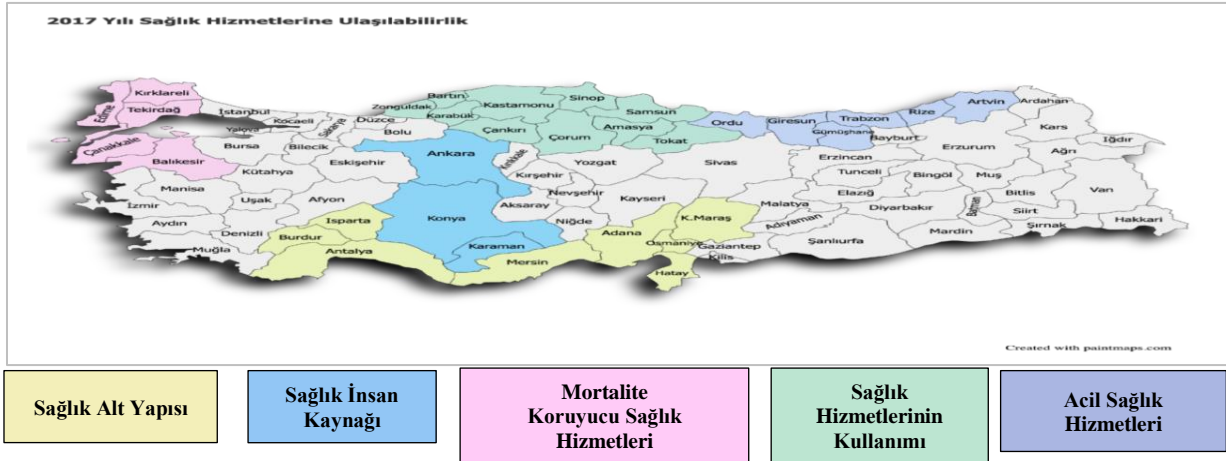 2017 Yılı Sağlık Hizmetlerine Ulaşılabilirlik
Kırklareli
Edirne
Tekirdağ
İstanbul
Kocaeli
Yalova
Sakarya
Düzce
Bolu
Zonguldak
Bartın
Karabük
Kastamonu
Sinop
Samsun
Çankırı
Çorum
Amasya
Tokat
Ordu
Giresun
Trabzon
Rize
Artvin
Ardahan
Gümüşhane
Bayburt
Kars
Iğdır
Erzurum
Ağrı
Çanakkale
Balıkesir
Bursa
Bilecik
Eskişehir
Kütahya
Ankara
Kırıkkale
Kırşehir
Yozgat
Sivas
Erzincan
Tunceli
Bingöl
Muş
Elazığ
Bitlis
Van
Manisa
İzmir
Uşak
Afyon
Konya
Aksaray
Nevşehir
Kayseri
Niğde
Malatya
Diyarbakır
Batman
Siirt
Hakkari
Şırnak
Mardin
Aydın
Denizli
Muğla
Isparta
Burdur
Antalya
Karaman
Mersin
Adana
K.Maraş
Osmaniye
Gaziantep
Kilis
Adıyaman
Şanlıurfa
Hatay
Created with paintmaps.com
Sağlık Alt Yapısı
Sağlık İnsan
Kaynağı
Mortalite
Koruyucu Sağlık
Hizmetleri
Sağlık
Hizmetlerinin
Kullanımı
Acil Sağlık
Hizmetleri